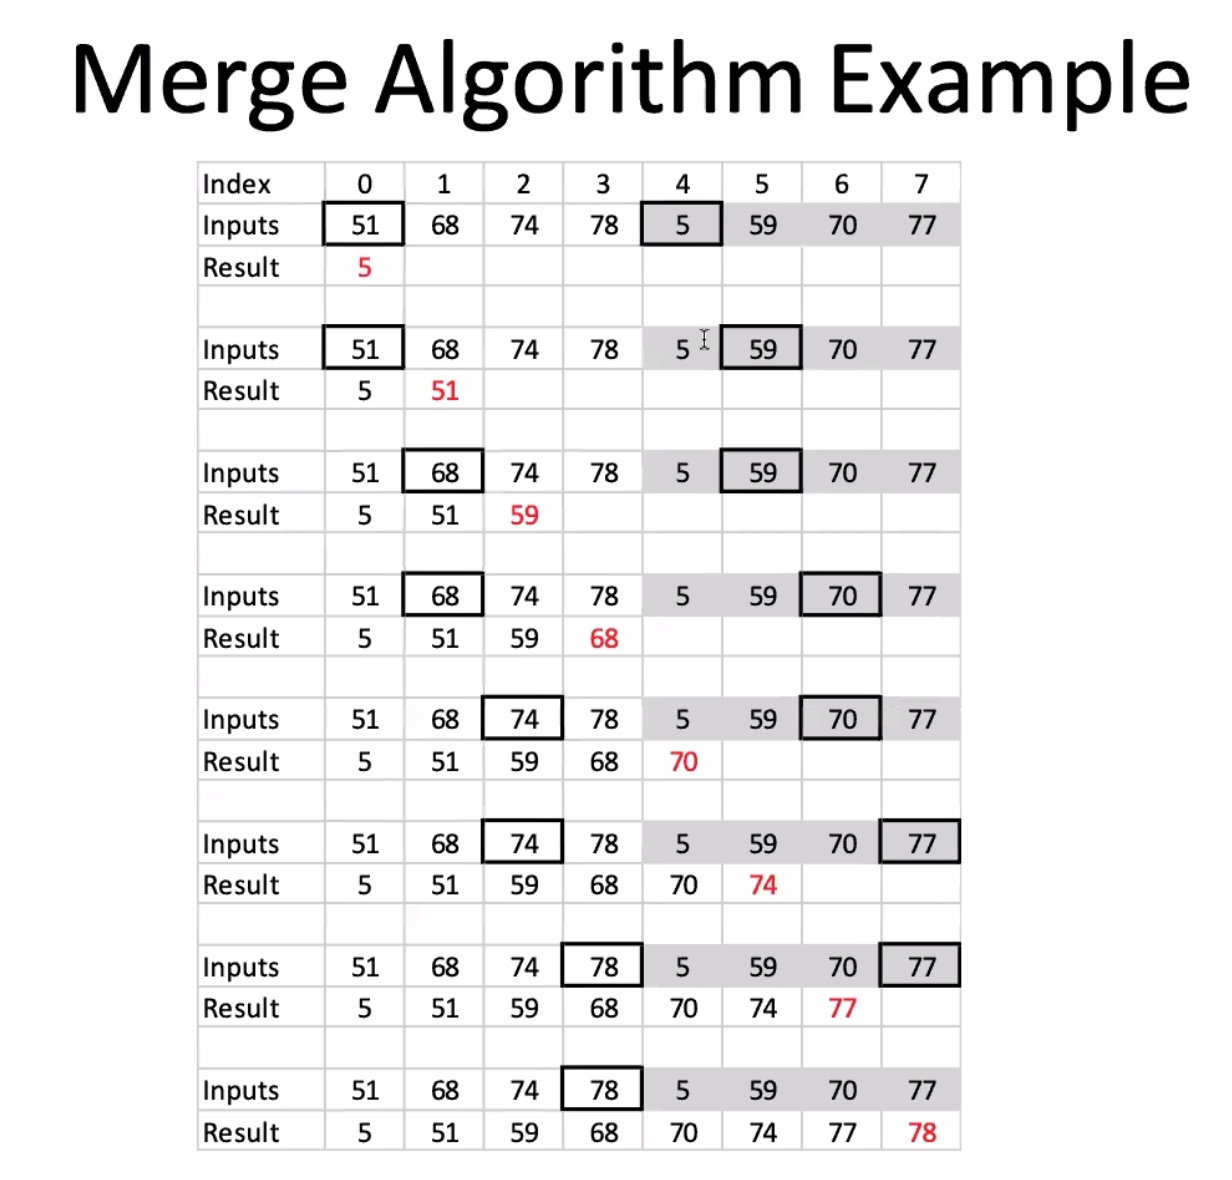 Merge Algorithm Example
Index 0 1 2 3 4 5 6 7
Inputs 51 68 74 78 5 59 70 77
Result 5
Inputs 51 68 74 78 5 59 70 77
Result 5 51
Inputs 51 68 74 78 5 59 70 77
Result 5 51 59
Inputs 51 68 74 78 5 59 70 77
Result 5 51 59 68
Inputs 51 68 74 78 5 59 70 77
Result 5 51 59 68 70
Inputs 51 68 74 78 5 59 70 77
Result 5 51 59 68 70 74
Inputs 51 68 74 78 5 59 70 77
Result 5 51 59 68 70 74 77
Inputs 51 68 74 78 5 59 70 77
Result 5 51 59 68 70 74 77 78